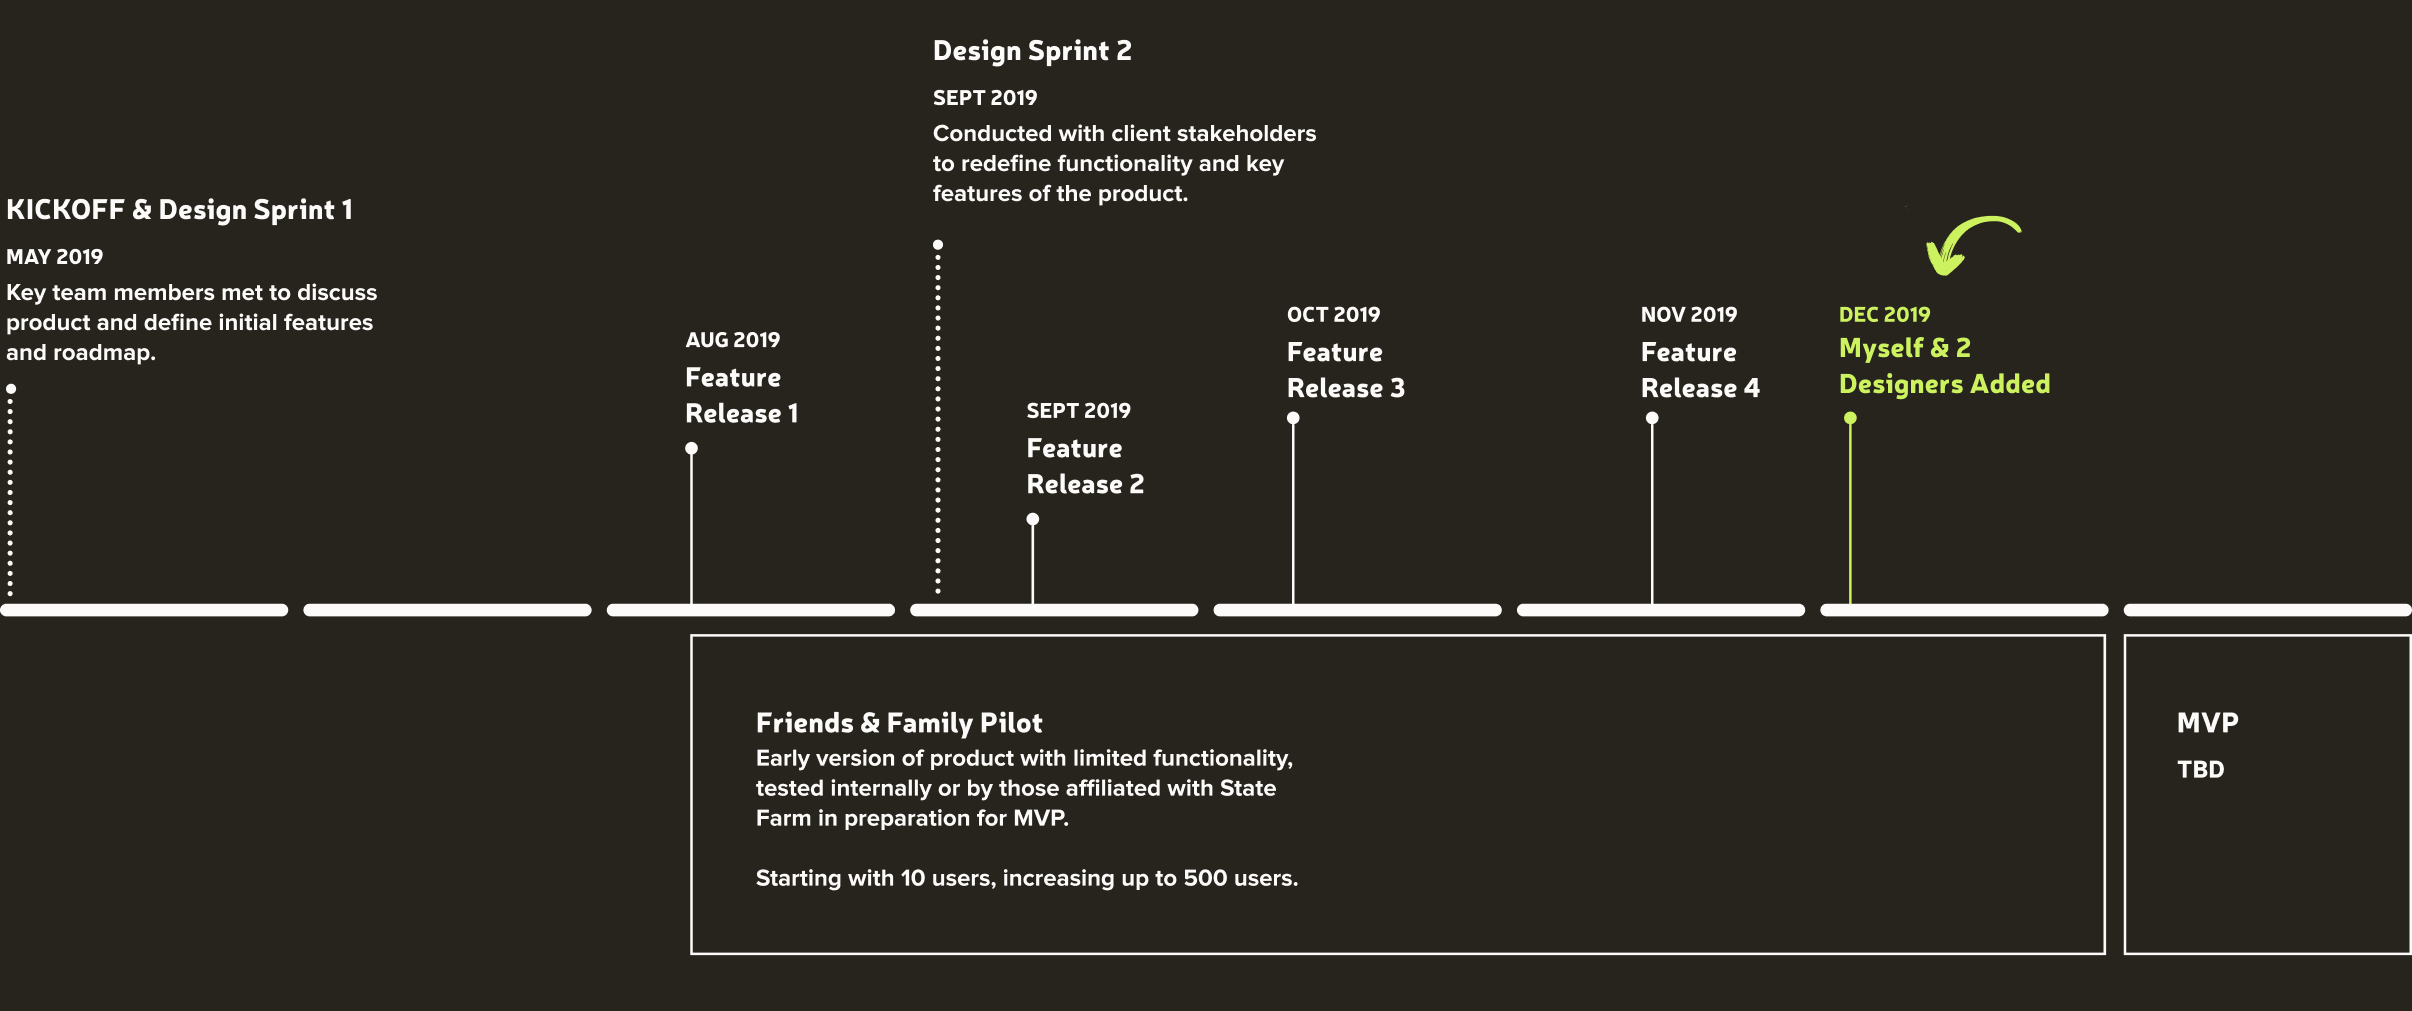 Design Sprint 2
SEPT 2019
Conducted with client stakeholders
to redefine functionality and key
features of the product.
KICKOFF & Design Sprint 1
MAY 2019
Key team members met to discuss
product and define initial features
and roadmap.
AUG 2019
Feature
Release 1
SEPT 2019
Feature
Release 2
OCT 2019
Feature
Release 3
NOV 2019
Feature
Release 4
DEC 2019
Myself & 2
Designers Added
Friends & Family Pilot
Early version of product with limited functionality,
tested internally or by those affiliated with State
Farm in preparation for MVP.
Starting with 10 users, increasing up to 500 users.
MVP
TBD